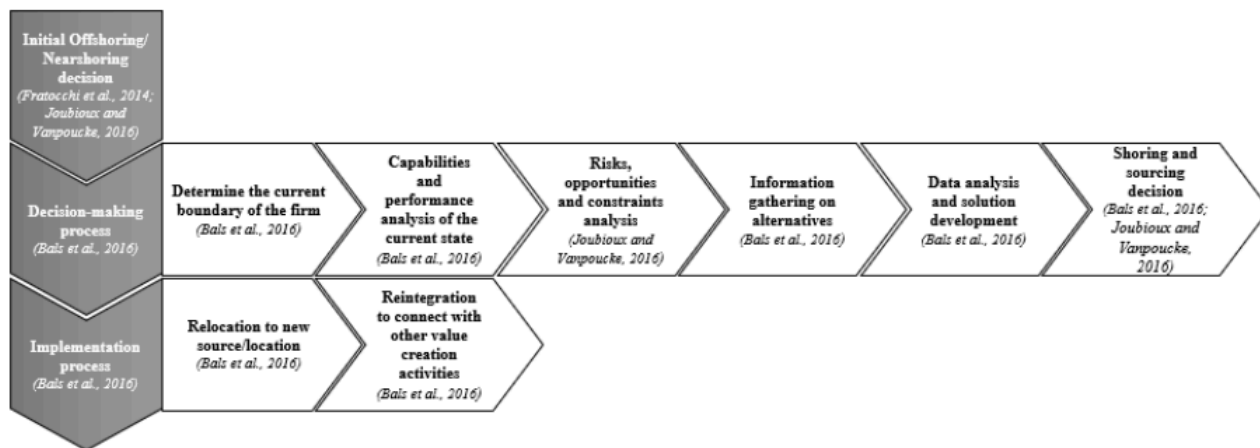 Initial Offshoring/
Nearshoring
decision
(Fratocchi et al., 2014;
Joubioux and
Vanpoucke, 2016)
Decision-making
process
(Bals et al., 2016)
Determine the current
boundary of the firm
(Bals et al., 2016)
Capabilities
and
performance
analysis of the
current state
(Bals et al., 2016)
Risks,
opportunities
and constraints
analysis
(Joubioux and
Vanpoucke, 2016)
Information
gathering on
alternatives
(Bals et al., 2016)
Data analysis
and solution
development
(Bals et al., 2016)
Shoring and
sourcing
decision
(Bals et al., 2016;
Joubioux and
Vanpoucke,
2016)
Implementation
process
(Bals et al., 2016)
Relocation to new
source/location
(Bals et al., 2016)
Reintegration
to connect with
other value
creation
activities
(Bals et al., 2016)